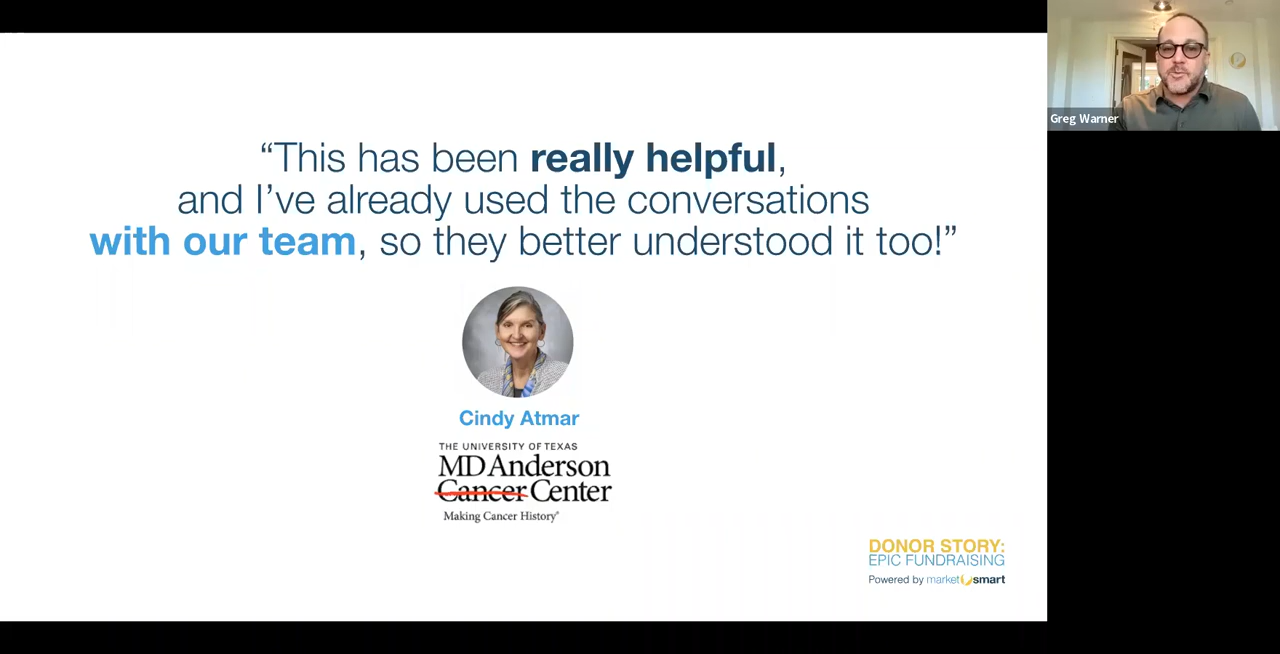 “This has been really helpful,
and I’ve already used the conversations
with our team, so they better understood it too!”
Cindy Atmar
THE UNIVERSITY OF TEXAS
MD Anderson
Cancer Center
Making Cancer History®
DONOR STORY:
EPIC FUNDRAISING
Powered by marketsmart
Greg Warner